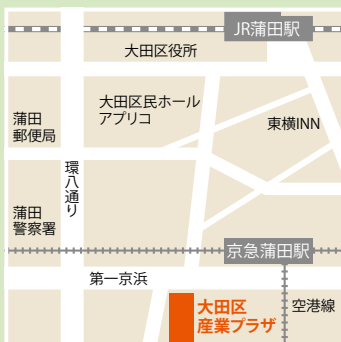 JR蒲田駅
大田区役所
大田区民ホール
アプリコ
蒲田
郵便局
東横INN
環八通り
蒲田
警察署
京急蒲田駅
第一京浜
大田区
産業プラザ
空港線